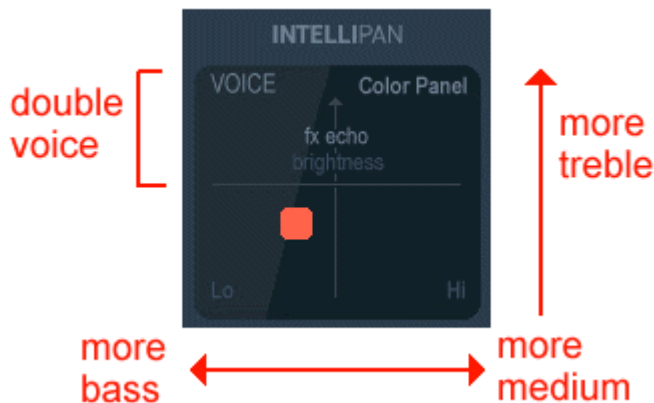 INTELLIPAN
VOICE
Color Panel
fx echo
brightness
Lo
Hi
double
voice
more
treble
more
bass
more
medium